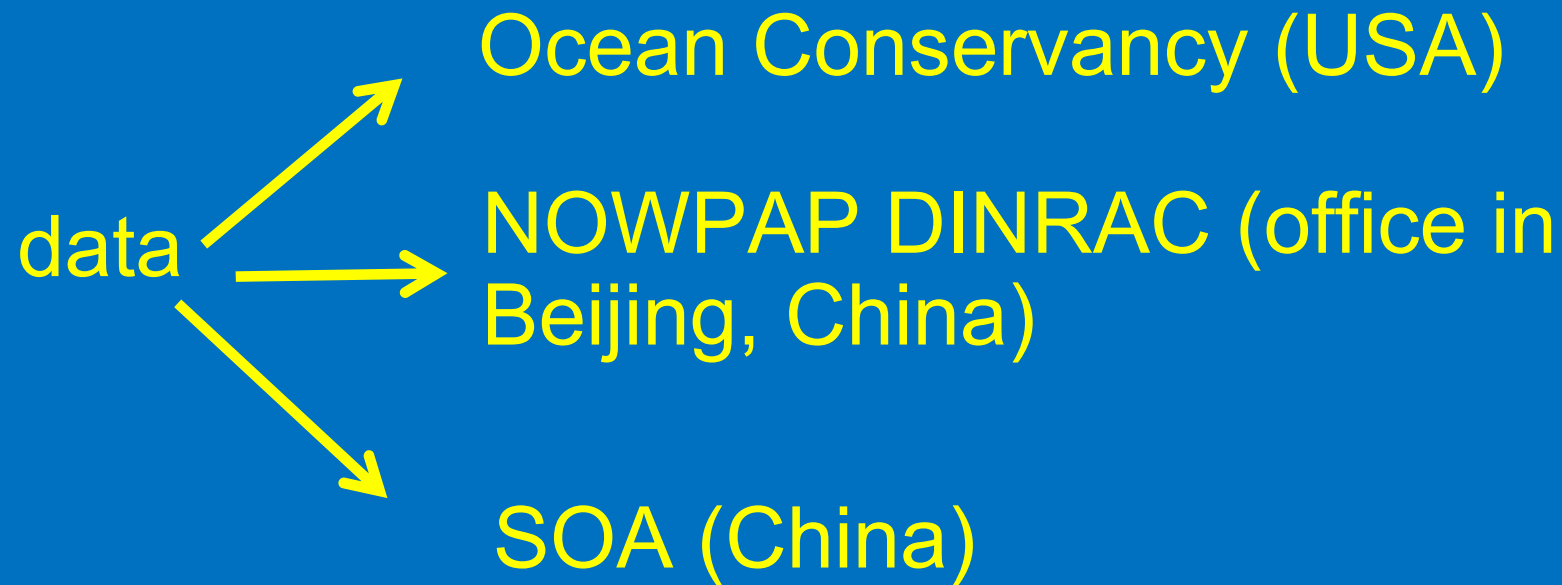 Ocean Conservancy (USA)
data
NOWPAP DINRAC (office in
Beijing, China)
SOA (China)